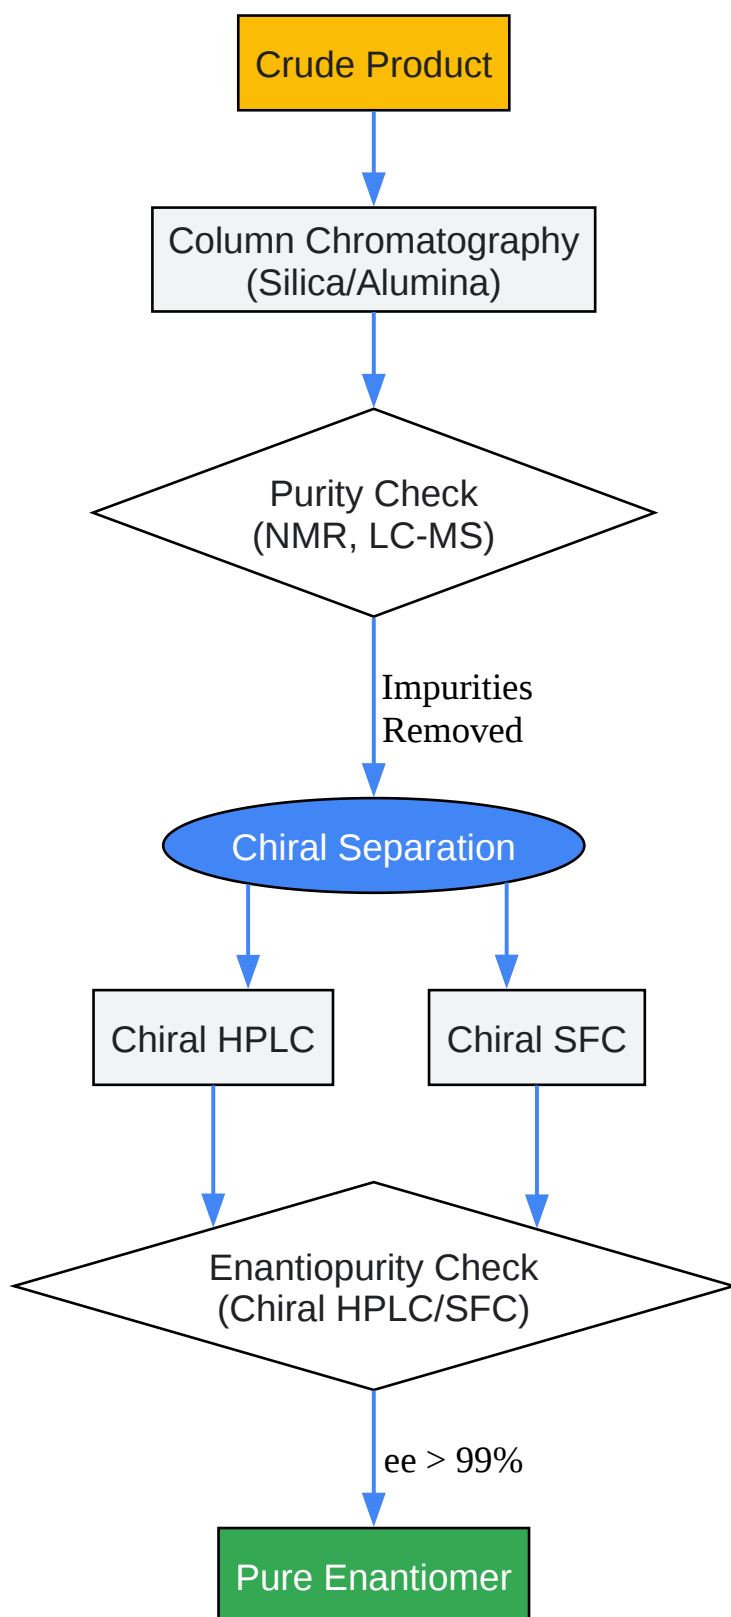 Crude Product
Column Chromatography
(Silica/Alumina)
Purity Check
(NMR, LC-MS)
Impurities
Removed
Chiral Separation
Chiral HPLC
Chiral SFC
Enantiopurity Check
(Chiral HPLC/SFC)
ee > 99%
Pure Enantiomer